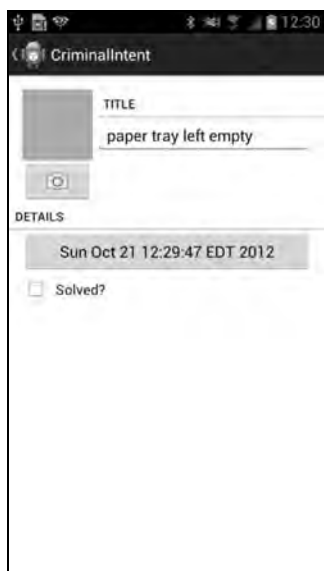 12:30
CriminalIntent
TITLE
paper tray left empty
DETAILS
Sun Oct 21 12:29:47 EDT 2012
Solved?